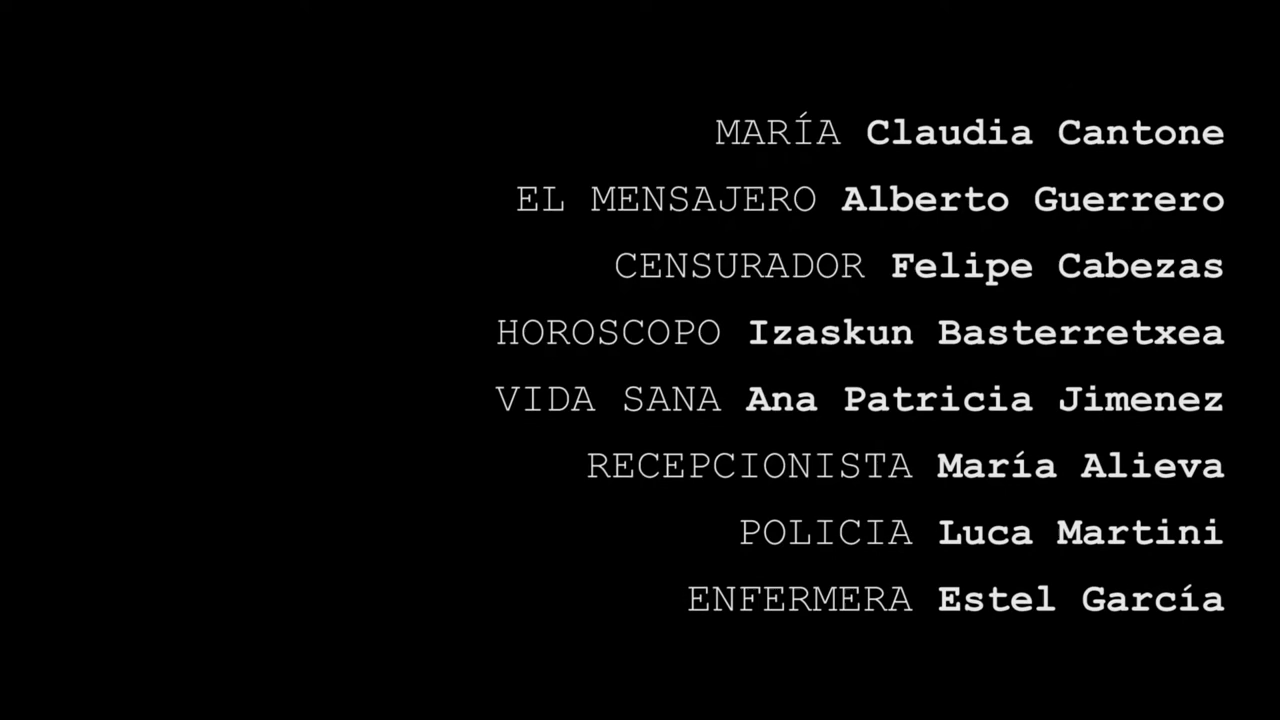 MARÍA Claudia Cantone
EL MENSAJERO Alberto Guerrero
CENSURADOR Felipe Cabezas
HOROSCOPO Izaskun Basterretxea
VIDA SANA Ana Patricia Jimenez
RECEPCIONISTA María Alieva
POLICIA Luca Martini
ENFERMERA Estel García